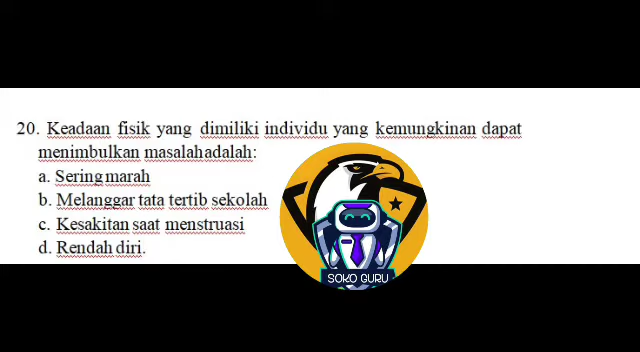 20. Keadaan fisik yang dimiliki individu yang kemungkinan dapat
menimbulkan masalahadalah:
a. Sering marah
b. Melanggar tata tertib sekolah
c. Kesakitan saat menstruasi
d. Rendah diri.
SOKO GURU